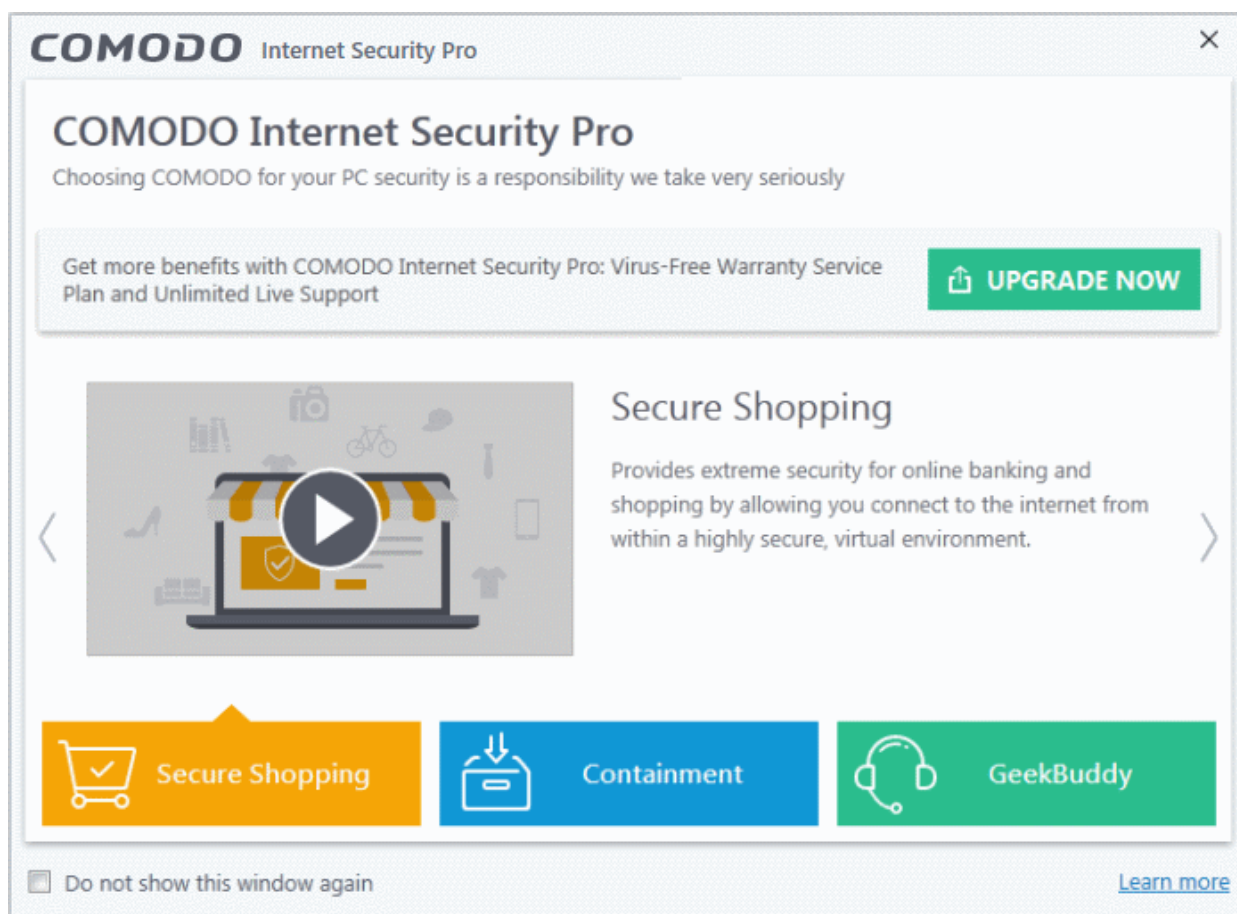 COMODO Internet Security Pro
COMODO Internet Security Pro
Choosing COMODO for your PC security is a responsibility we take very seriously
Get more benefits with COMODO Internet Security Pro: Virus-Free Warranty Service
Plan and Unlimited Live Support
UPGRADE NOW
Secure Shopping
Provides extreme security for online banking and
shopping by allowing you connect to the internet from
within a highly secure, virtual environment.
Secure Shopping
Containment
GeekBuddy
Do not show this window again
Learn more